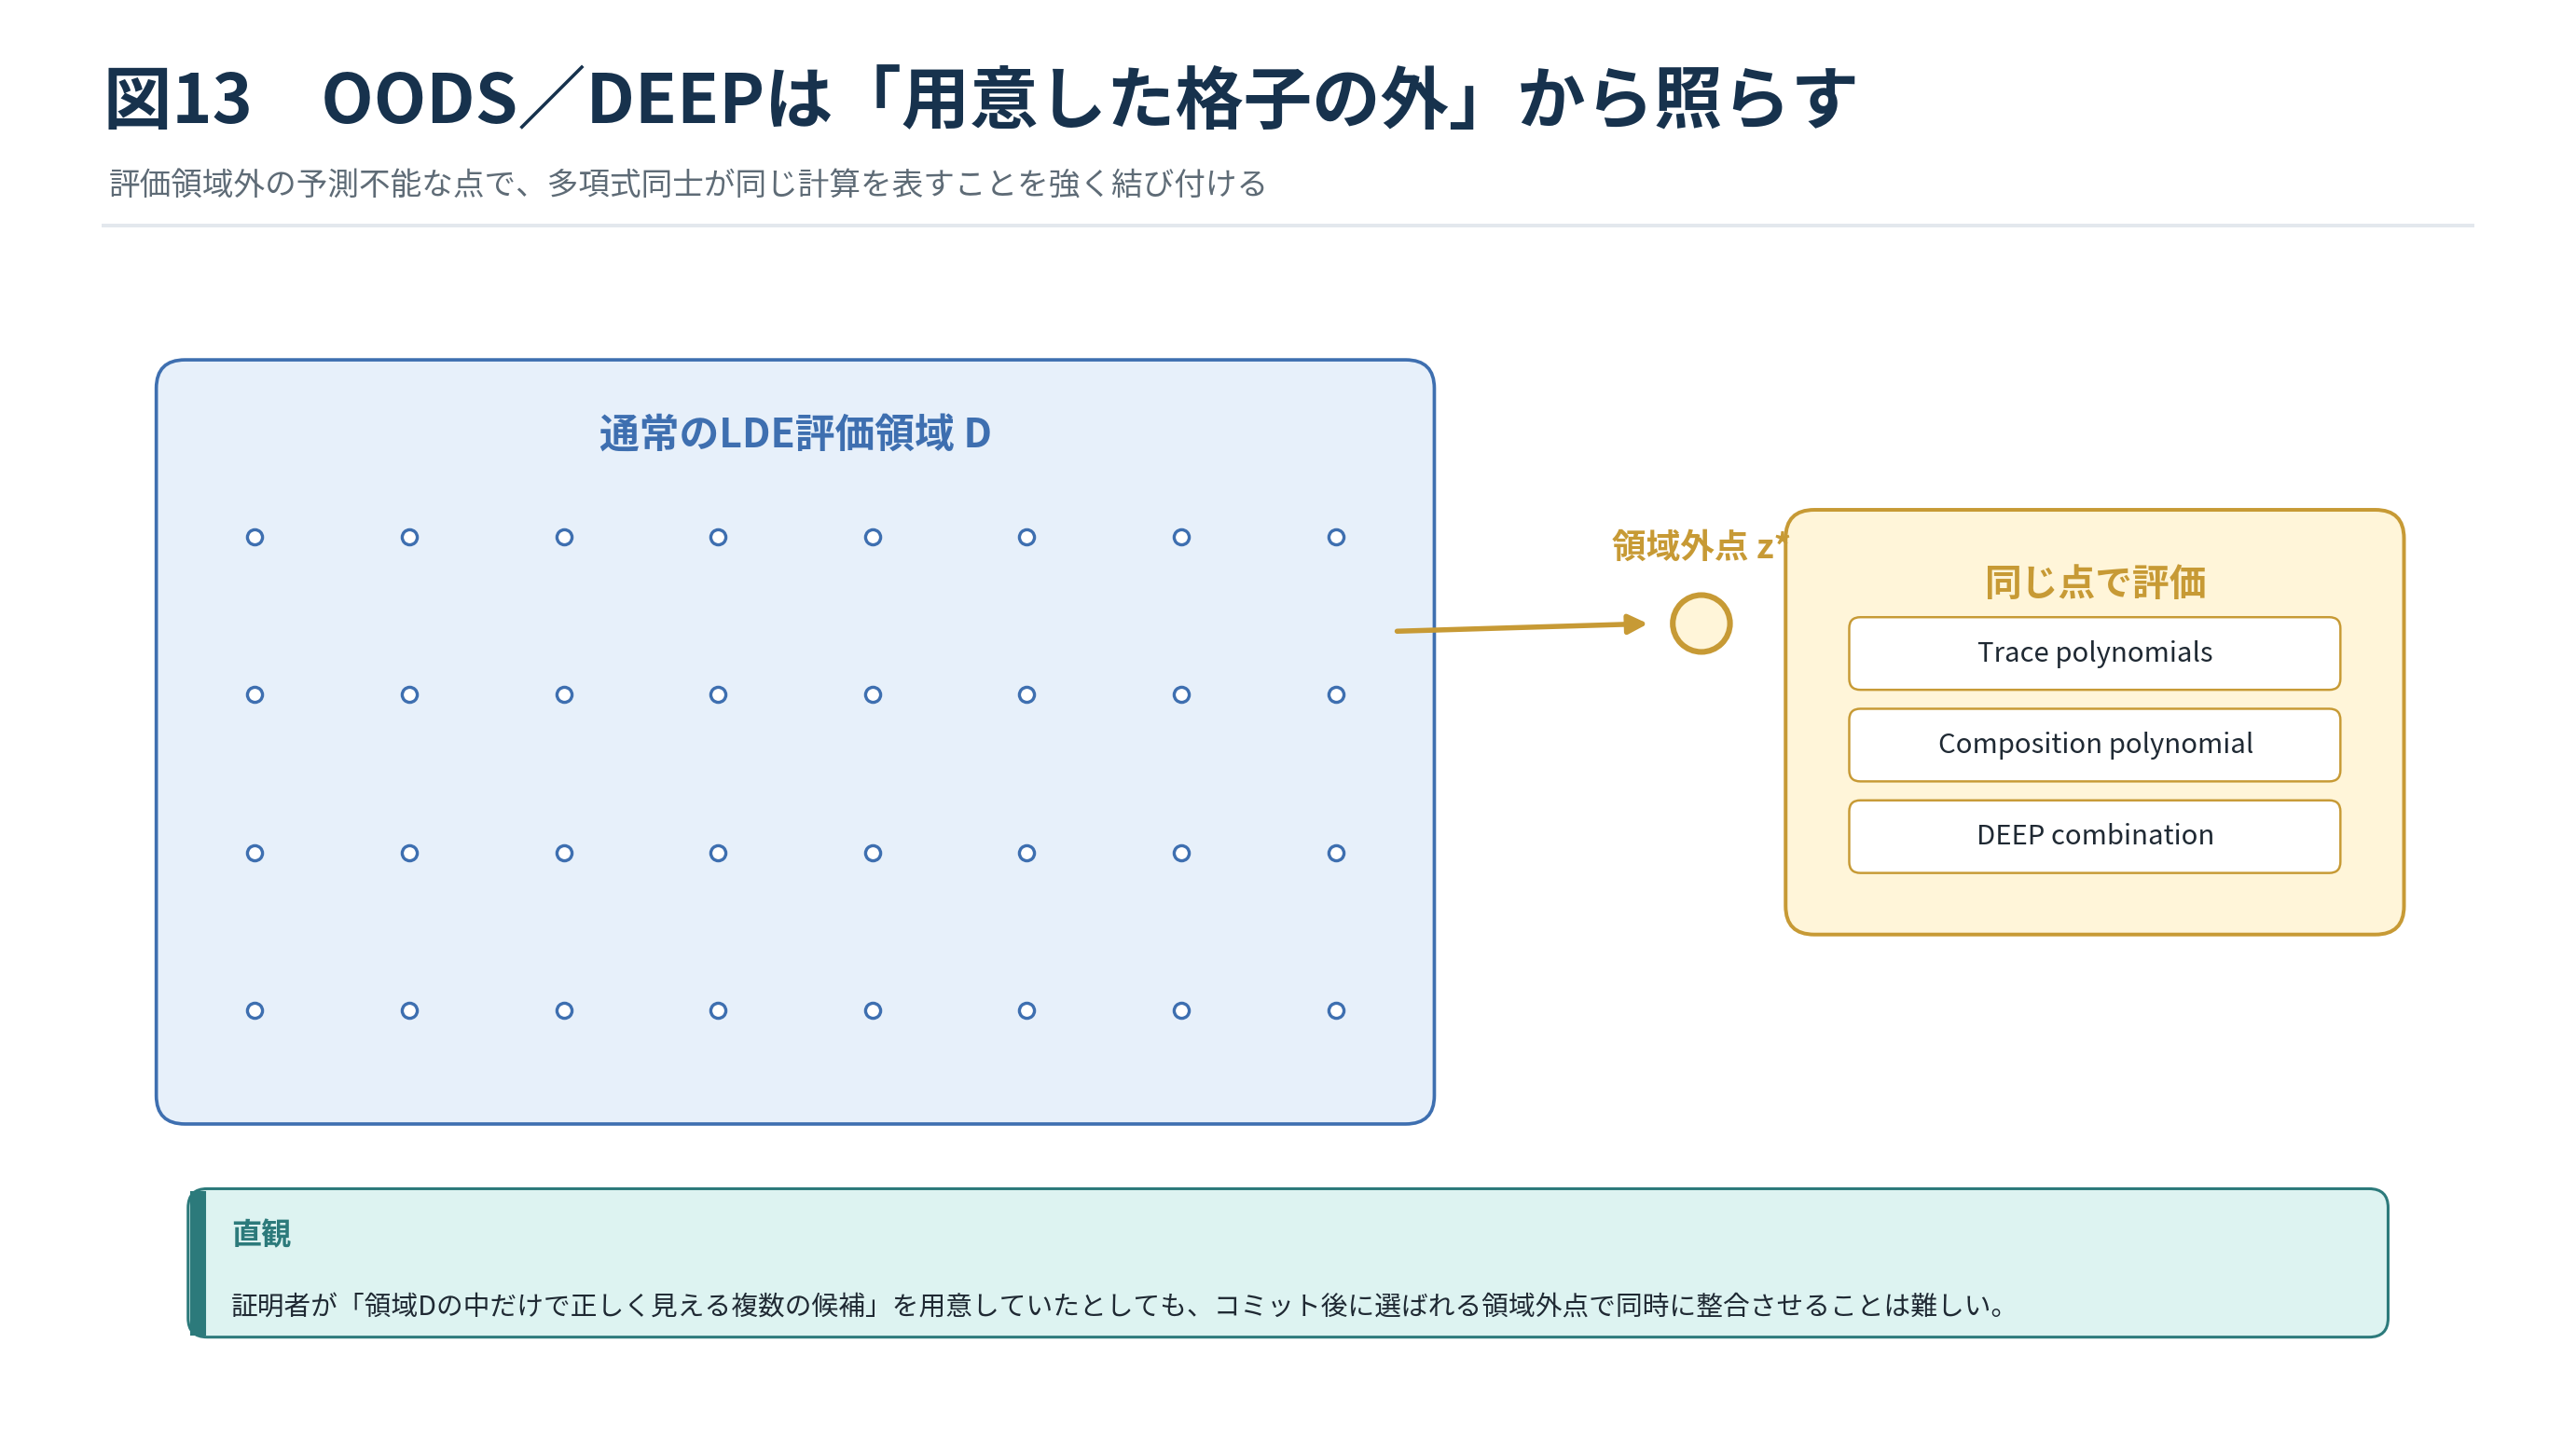 図13　OODS／DEEPは「用意した格子の外」から照らす
評価領域外の予測不能な点で、多項式同士が同じ計算を表すことを強く結び付ける
通常のLDE評価領域 D
領域外点 z*
同じ点で評価
Trace polynomials
Composition polynomial
DEEP combination
直観
証明者が「領域Dの中だけで正しく見える複数の候補」を用意していたとしても、コミット後に選ばれる領域外点で同時に整合させることは難しい。